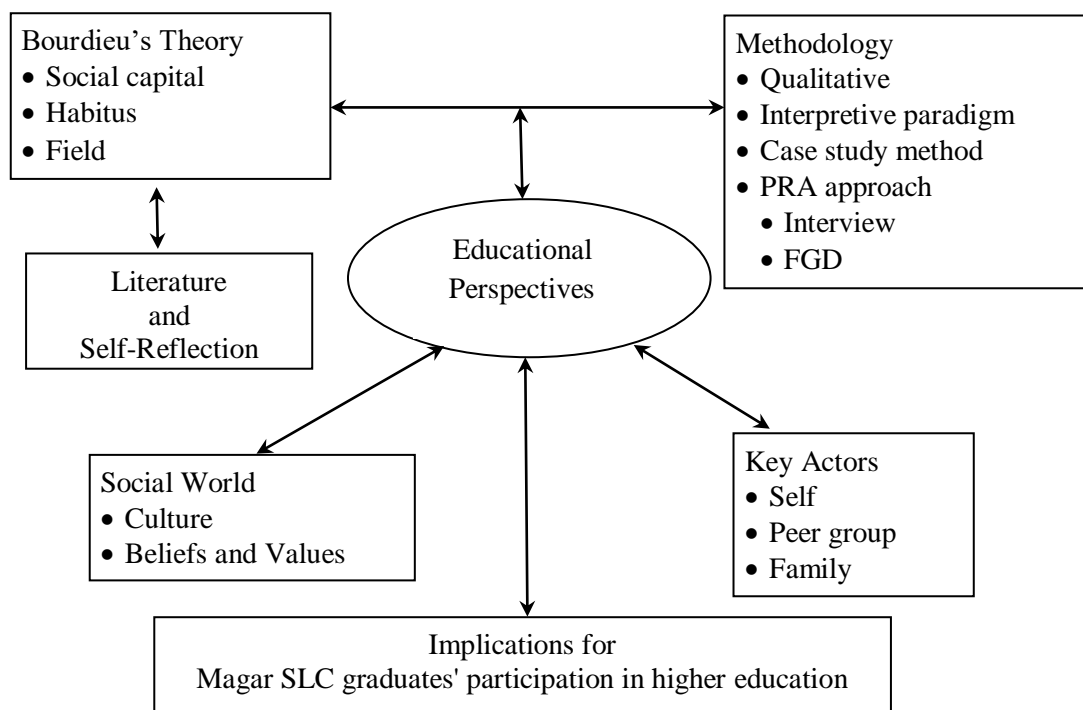 Bourdieu’s Theory
• Social capital
• Habitus
• Field
Methodology
• Qualitative
• Interpretive paradigm
• Case study method
• PRA approach
• Interview
• FGD
Educational
Perspectives
Literature
and
Self-Reflection
Social World
• Culture
• Beliefs and Values
Key Actors
• Self
• Peer group
• Family
Implications for
Magar SLC graduates' participation in higher education